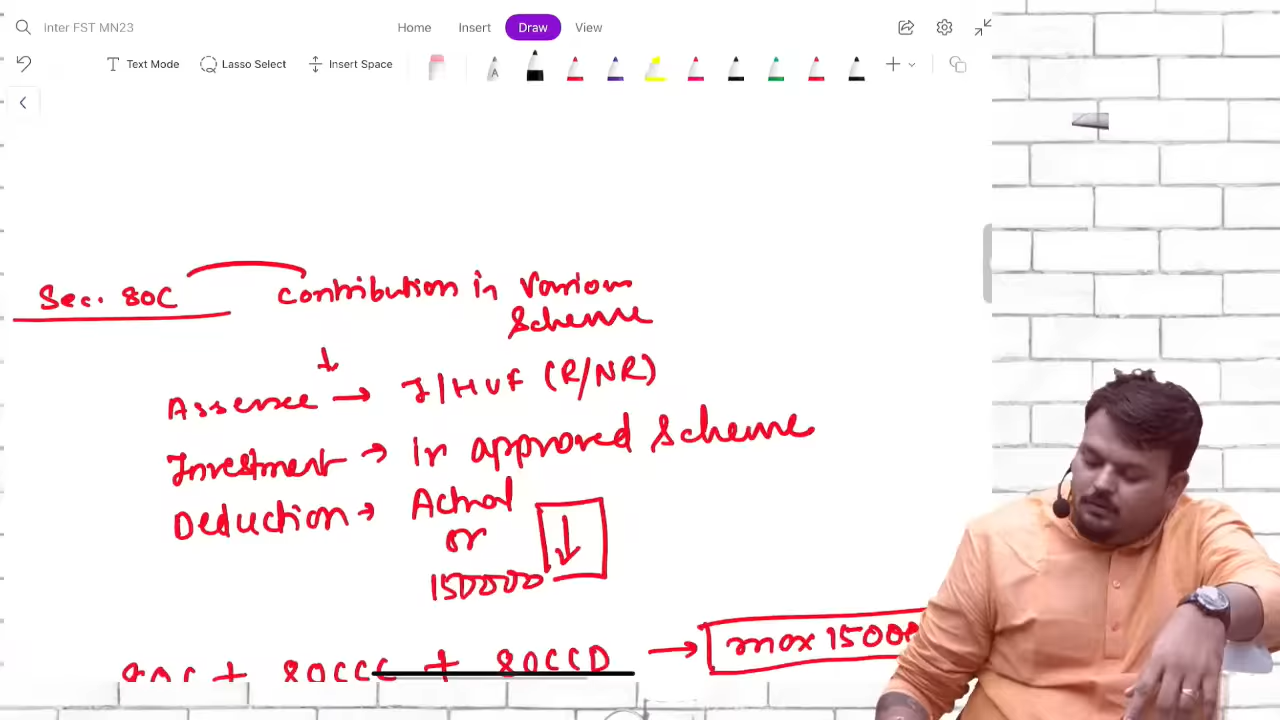 inter FST MN23
Home Insert Draw View
Text Mode Lasso Select Insert Space
Sec. 80C contribution in various
Scheme
Assessee → I/HUF (R/NR)
Investment → In approved Scheme
Deduction → Actual
or
150000
80C + 80CCC + 80CCD → max 15000